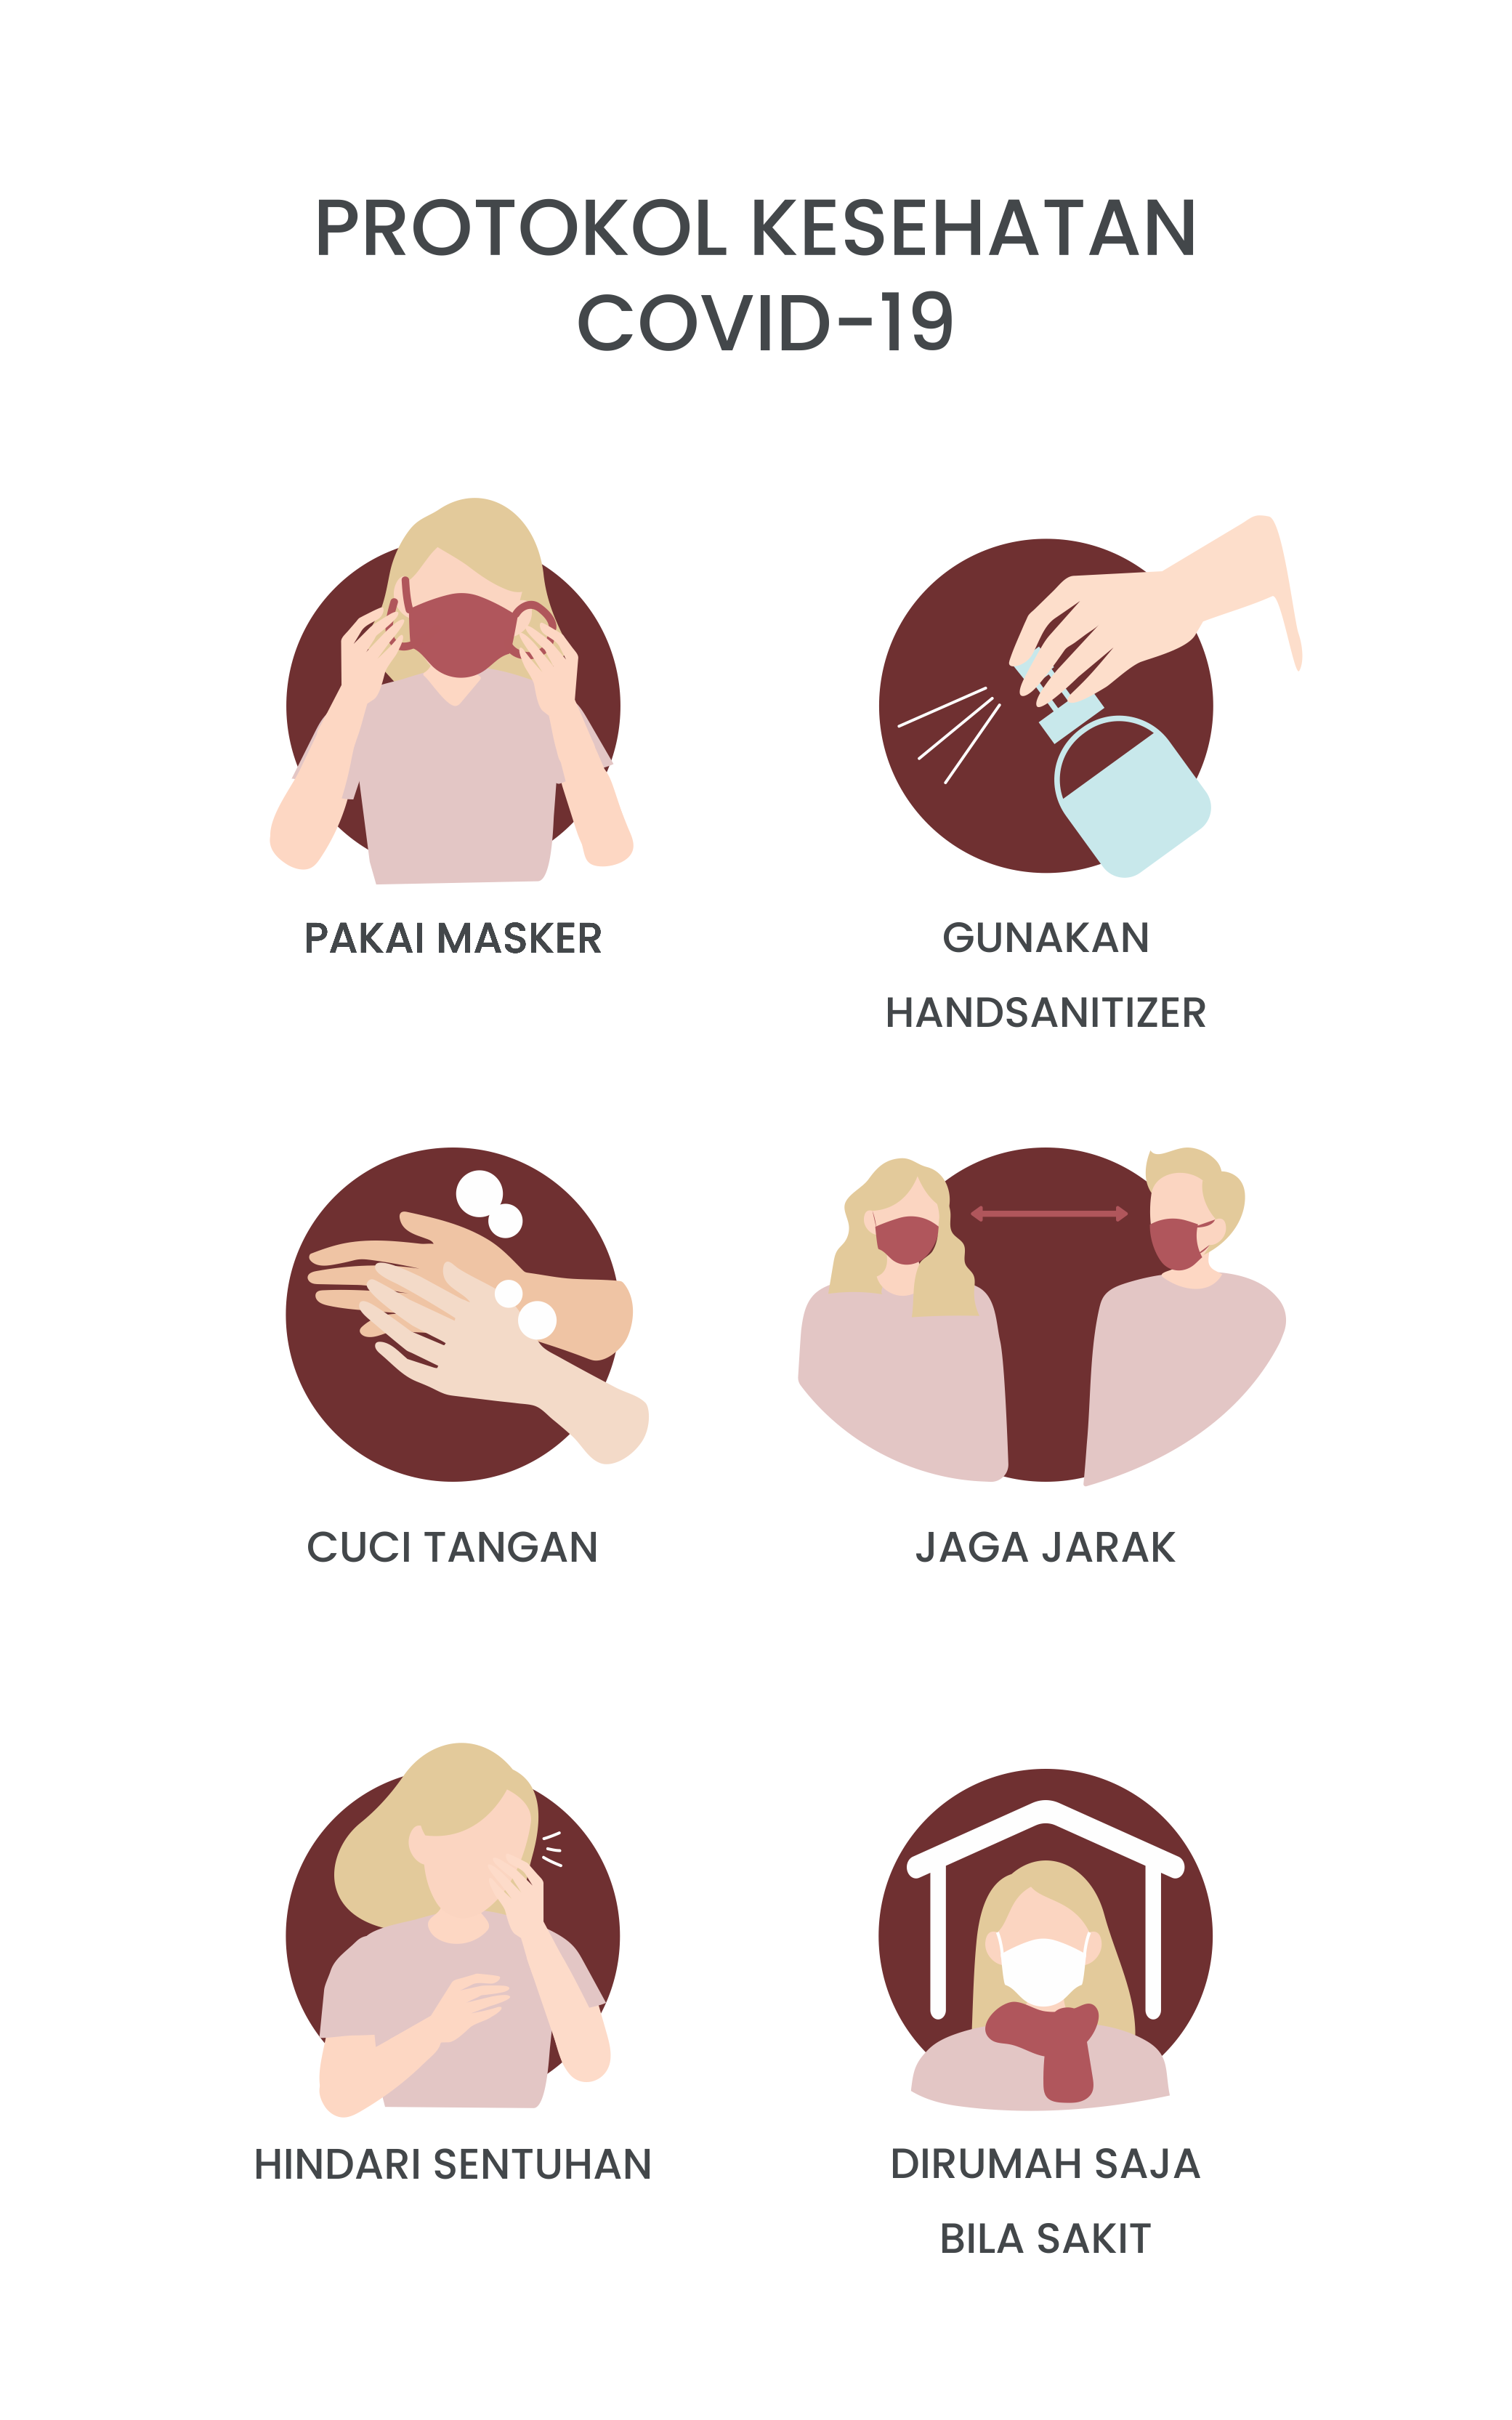 PROTOKOL KESEHATAN
COVID-19
PAKAI MASKER
GUNAKAN
HANDSANITIZER
CUCI TANGAN
JAGA JARAK
HINDARI SENTUHAN
DIRUMAH SAJA
BILA SAKIT